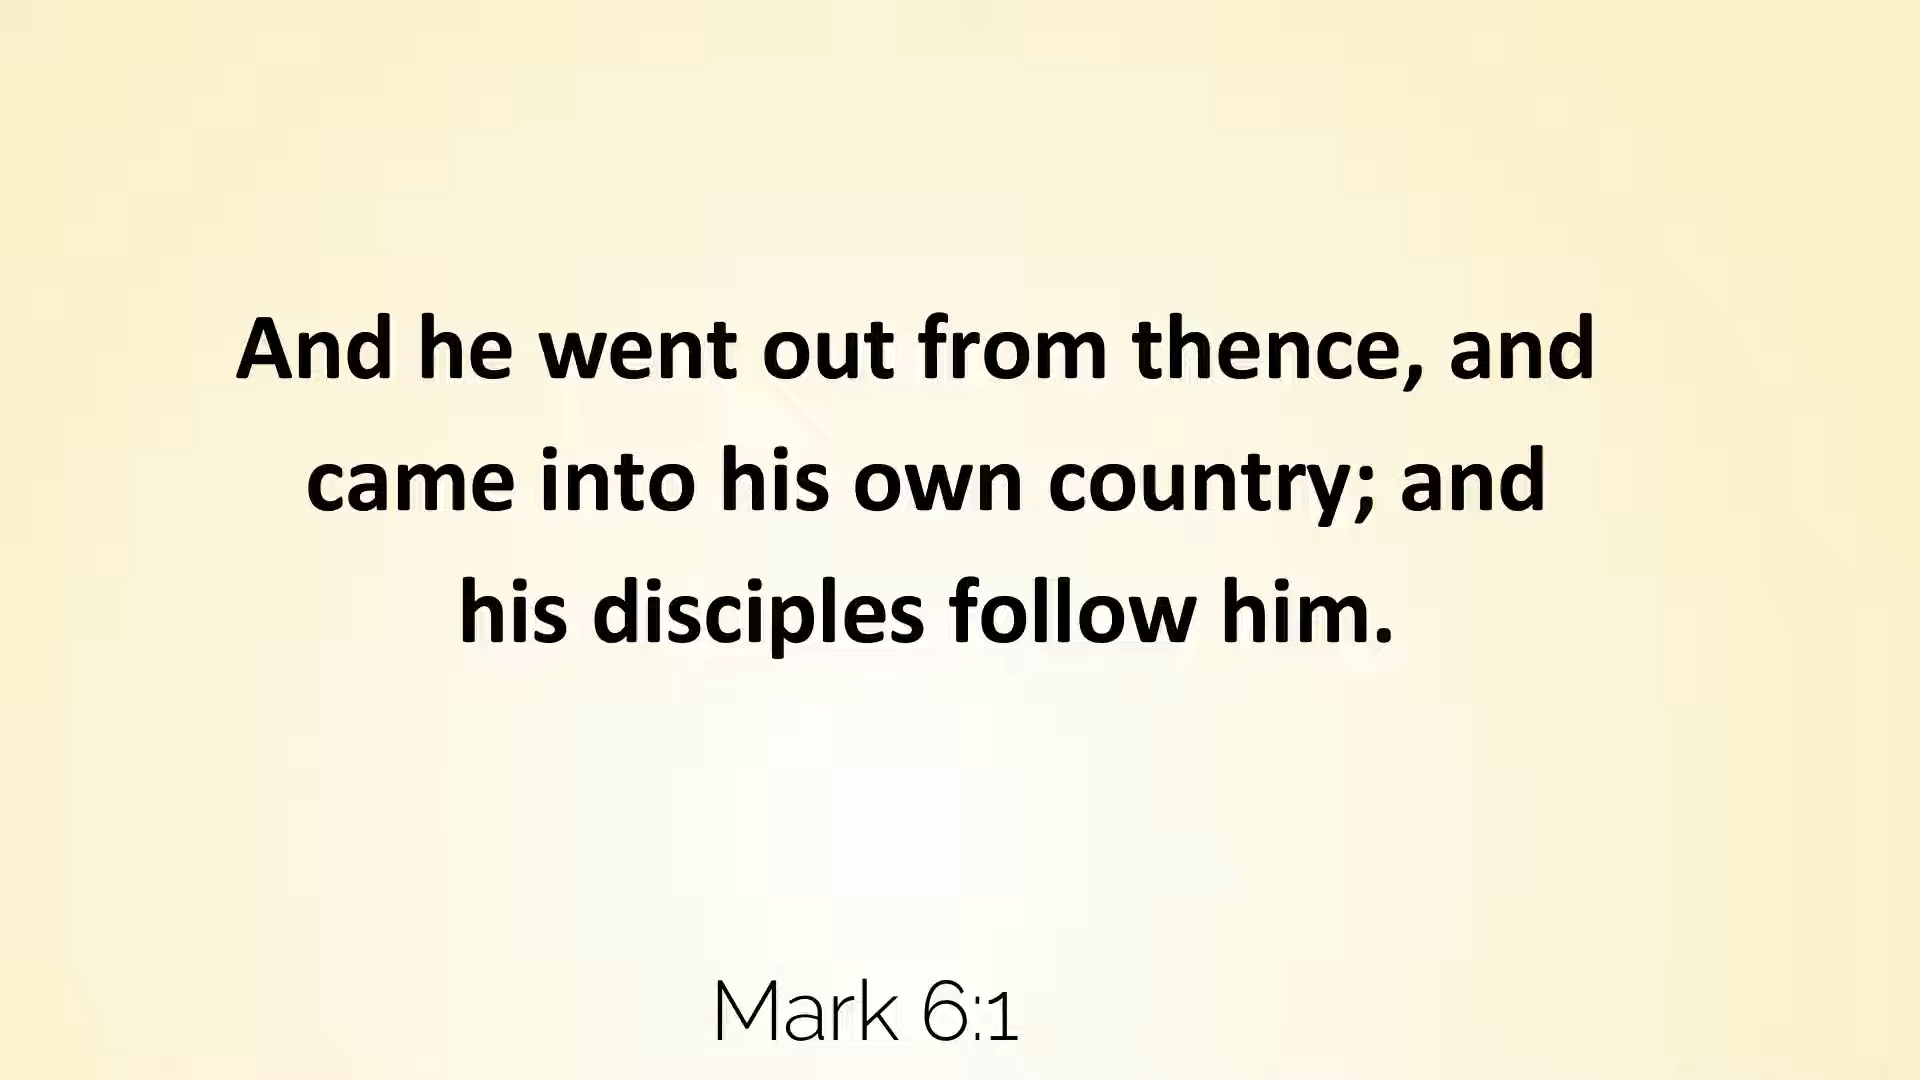 And he went out from thence, and
came into his own country; and
his disciples follow him.
Mark 6:1